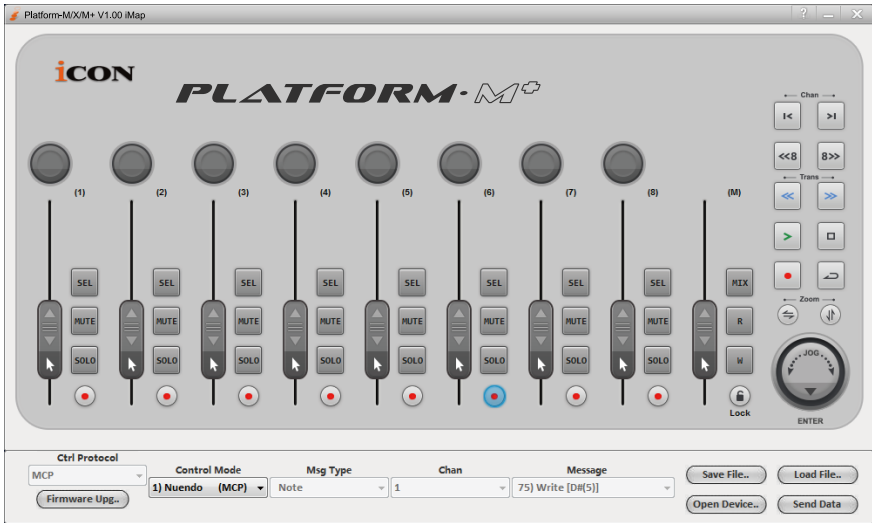 Platform-M/X/M+ V1.00 iMap
? — X
iCON
PLATFORM·M+
Chan
I< >I
<<8 8>>
Trans
<< >>
>
(1) (2) (3) (4) (5) (6) (7) (8) (M)
SEL SEL SEL SEL SEL SEL SEL SEL MIX
MUTE MUTE MUTE MUTE MUTE MUTE MUTE MUTE R
SOLO SOLO SOLO SOLO SOLO SOLO SOLO SOLO W
Lock
Zoom
JOG
ENTER
Ctrl Protocol
MCP
Firmware Upg..
Control Mode
1) Nuendo (MCP)
Msg Type
Note
Chan
1
Message
75) Write [D#(5)]
Save File.. Load File..
Open Device.. Send Data